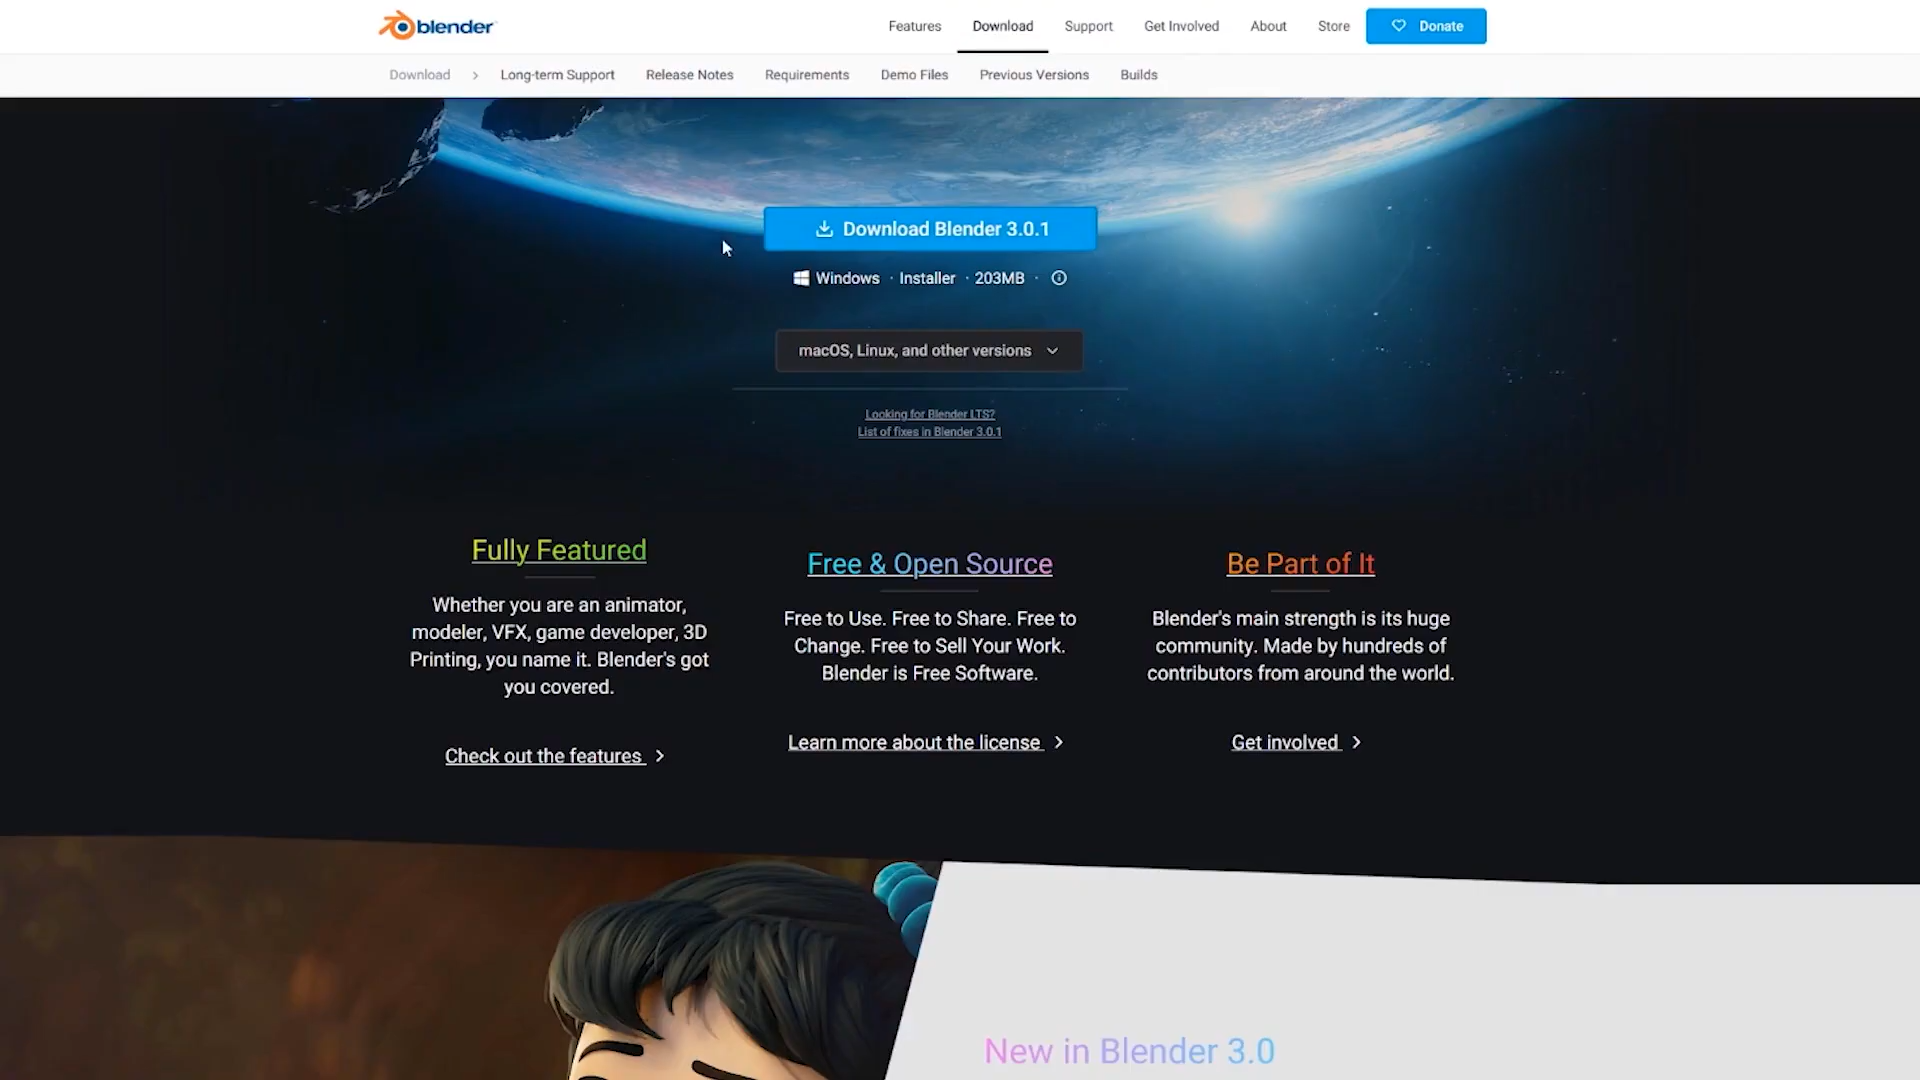 blender
Features
Download
Support
Get Involved
About
Store
Donate
Download
Long-term Support
Release Notes
Requirements
Demo Files
Previous Versions
Builds
Download Blender 3.0.1
Windows · Installer · 203MB ·
macOS, Linux, and other versions
Looking for Blender LTS?
List of fixes in Blender 3.0.1
Fully Featured
Whether you are an animator,
modeler, VFX, game developer, 3D
Printing, you name it. Blender's got
you covered.
Check out the features
Free & Open Source
Free to Use. Free to Share. Free to
Change. Free to Sell Your Work.
Blender is Free Software.
Learn more about the license
Be Part of It
Blender's main strength is its huge
community. Made by hundreds of
contributors from around the world.
Get involved
New in Blender 3.0